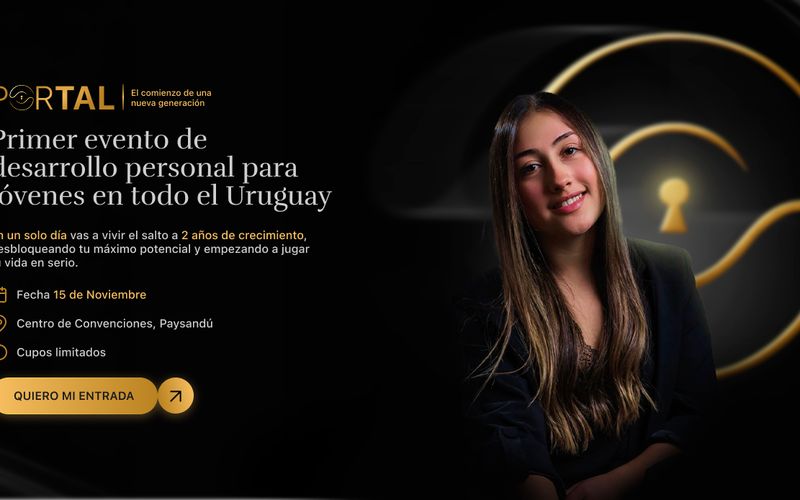 PORTAL
El comienzo de una
nueva generación
Primer evento de
desarrollo personal para
jóvenes en todo el Uruguay
un solo día vas a vivir el salto a 2 años de crecimiento,
desbloqueando tu máximo potencial y empezando a jugar
vida en serio.
Fecha 15 de Noviembre
Centro de Convenciones, Paysandú
Cupos limitados
QUIERO MI ENTRADA